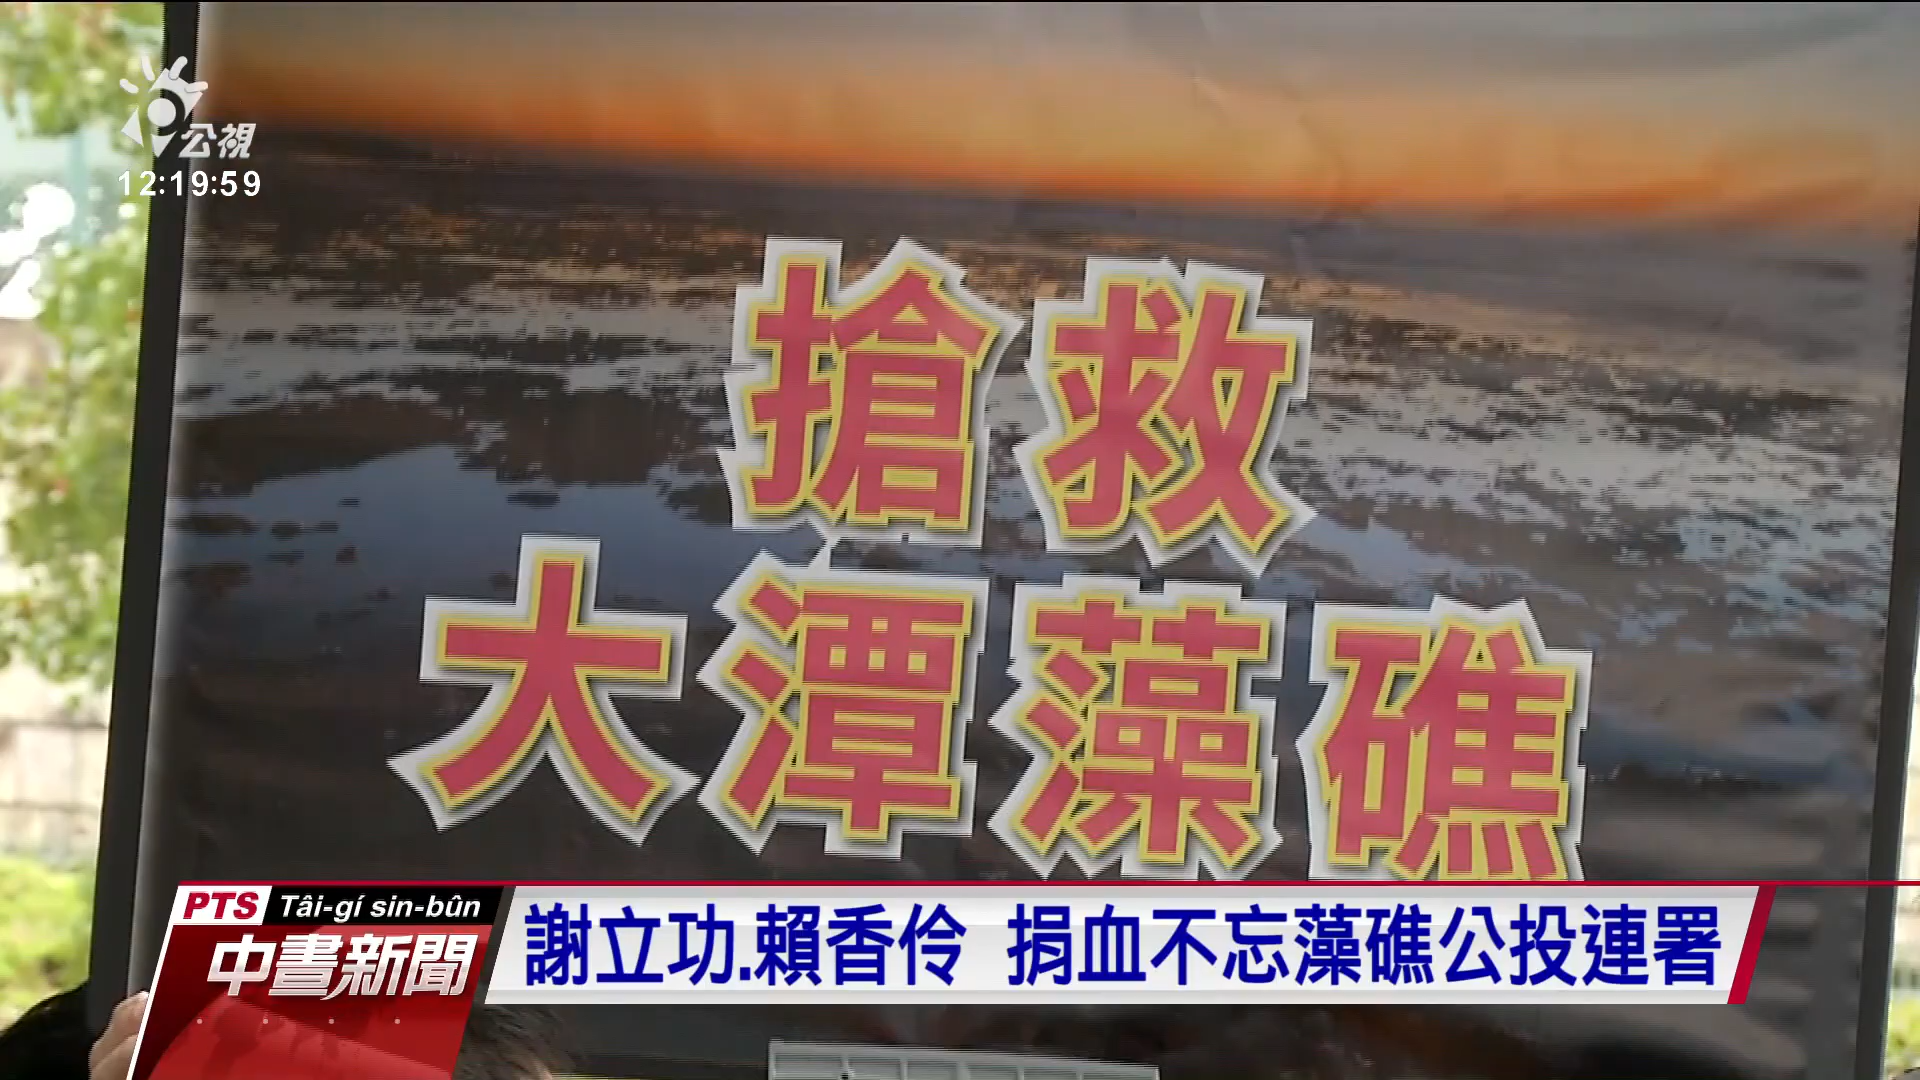 公視
12:19:59
搶救
大潭藻礁
PTS Tâi-gí sin-bûn
中晝新聞
謝立功.賴香伶 捐血不忘藻礁公投連署